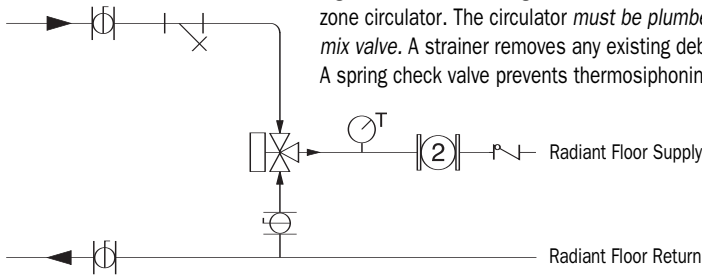 zone circulator. The circulator must be plumbe
mix valve. A strainer removes any existing deb
A spring check valve prevents thermosiphonin
T
2
Radiant Floor Supply
Radiant Floor Return